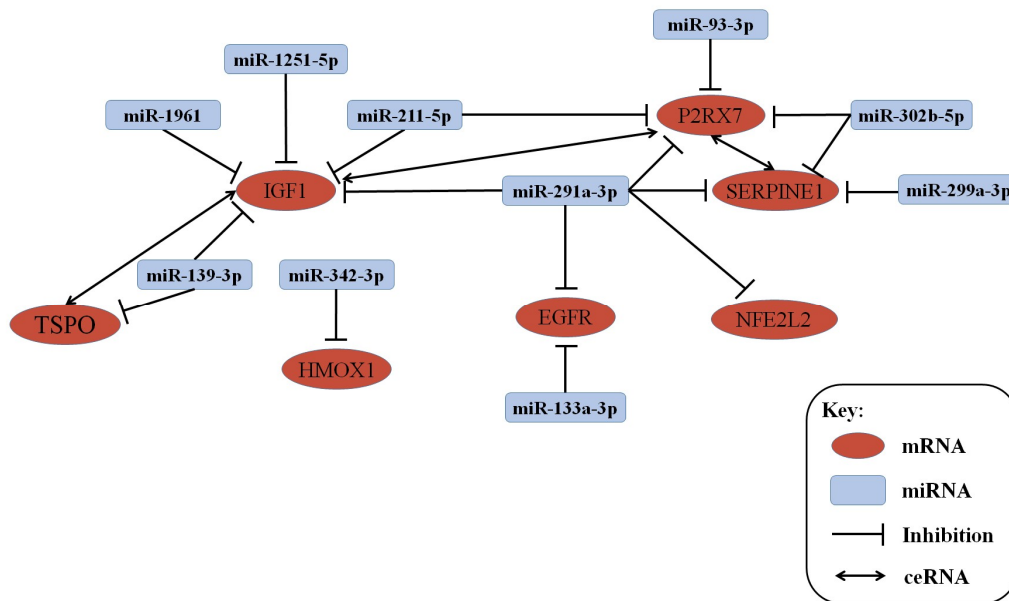 miR-93-3p
miR-1251-5p
miR-1961
miR-211-5p
P2RX7
miR-302b-5p
IGF1
miR-291a-3p
SERPINE1
miR-299a-3p
miR-139-3p
miR-342-3p
TSPO
EGFR
NFE2L2
HMOX1
miR-133a-3p
Key:
mRNA
miRNA
Inhibition
ceRNA